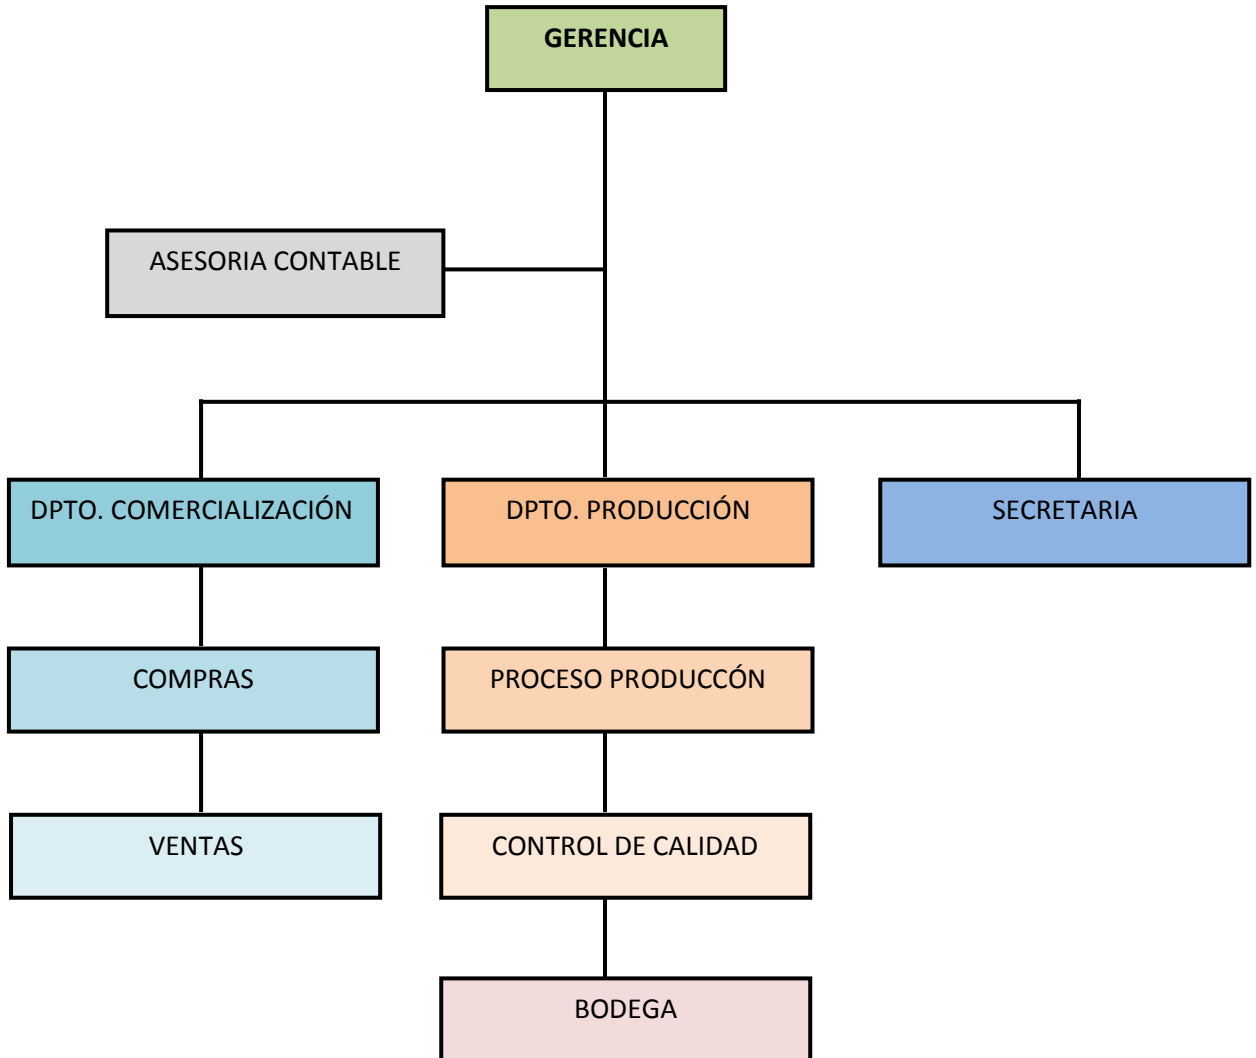 GERENCIA
ASESORIA CONTABLE
DPTO. COMERCIALIZACIÓN
DPTO. PRODUCCIÓN
SECRETARIA
COMPRAS
PROCESO PRODUCCÓN
VENTAS
CONTROL DE CALIDAD
BODEGA